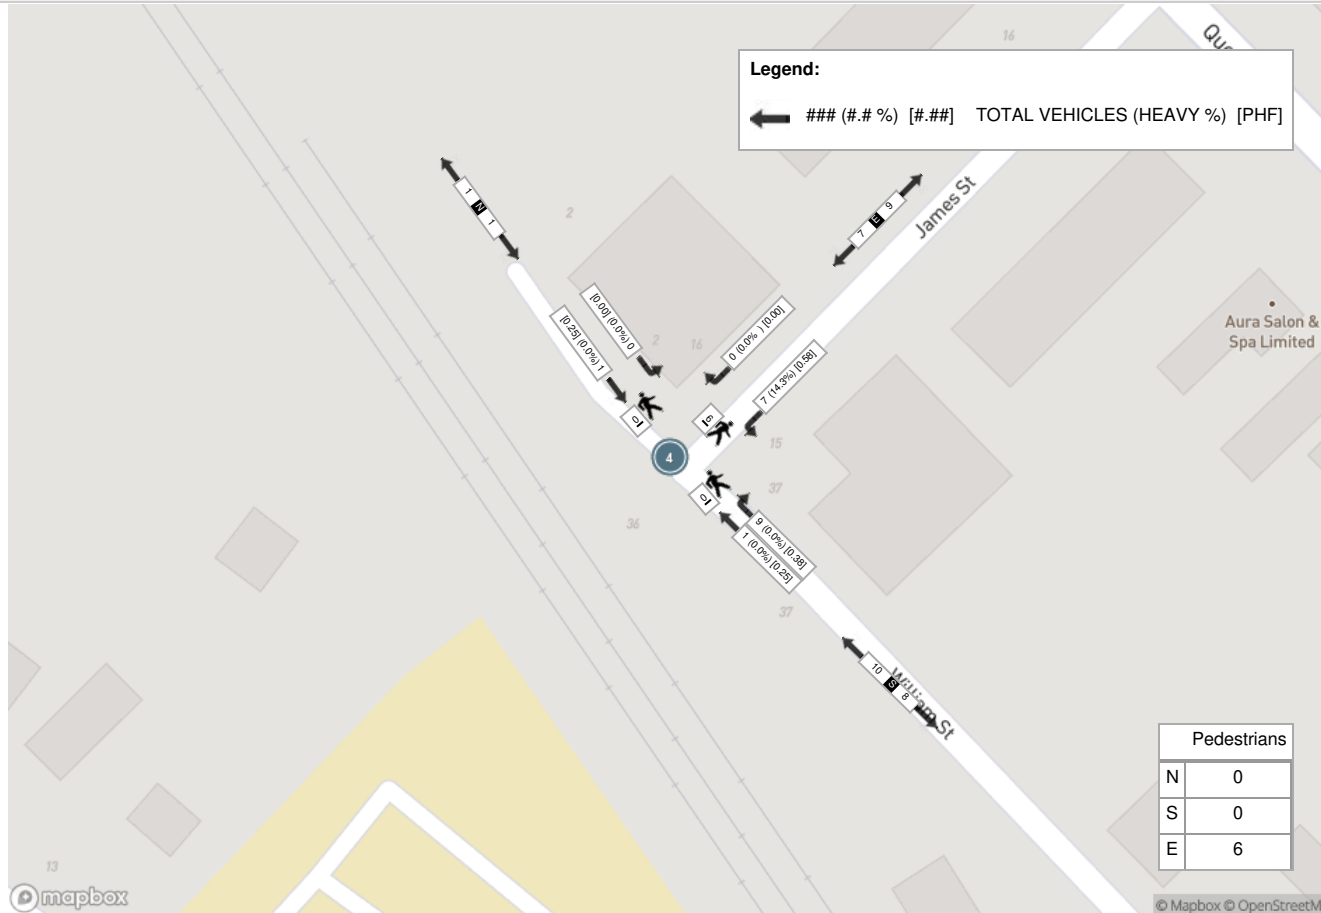 16
Que
Legend:
### (#.# %) [#.##] TOTAL VEHICLES (HEAVY %) [PHF]
1 N 1
2
7 E 9
James St
[0.00] (0.0%) 0
[0.25] (0.0%) 1
2
16
0 (0.0% ) [0.00]
7 (14.3%) [0.58]
Aura Salon &
Spa Limited
0
6
4
15
37
0
36
9 (0.0%) [0.38]
1 (0.0%) [0.25]
37
10 S 8
William St
Pedestrians
N 0
S 0
E 6
13
mapbox
© Mapbox © OpenStreetM